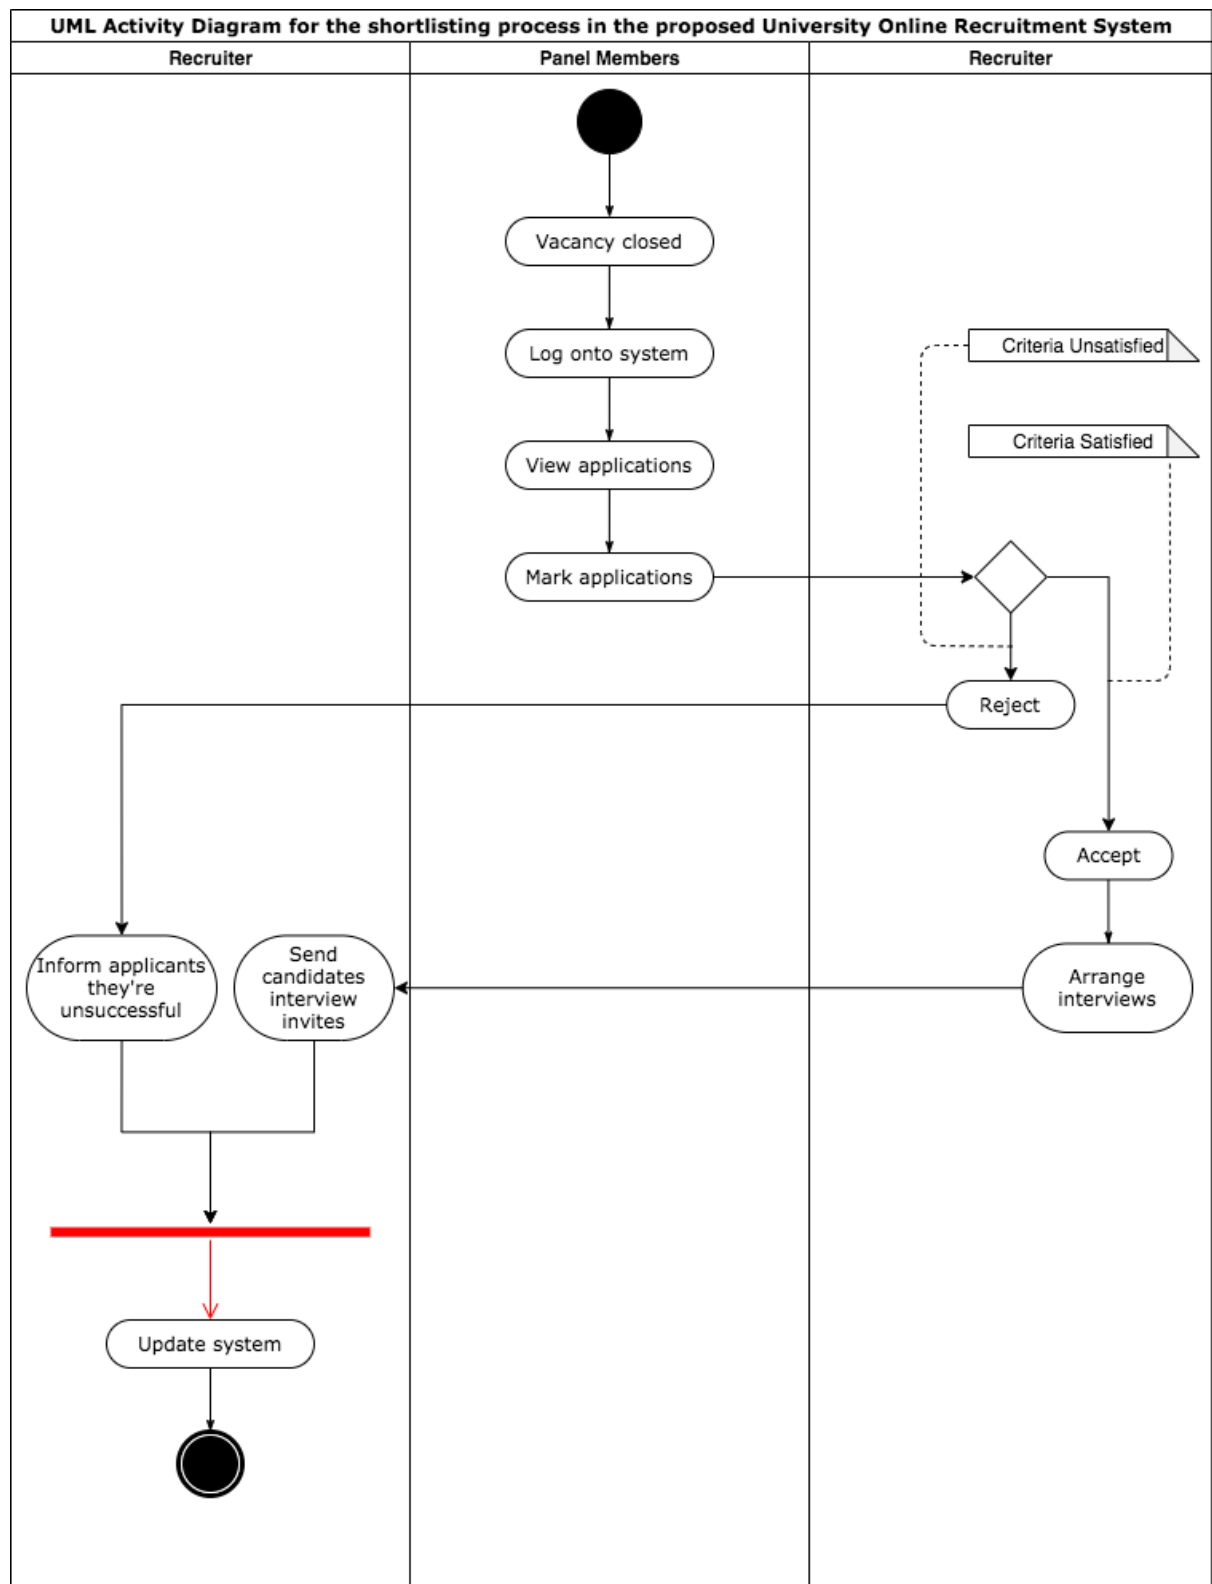 UML Activity Diagram for the shortlisting process in the proposed University Online Recruitment System
Recruiter
Panel Members
Recruiter
Vacancy closed
Log onto system
Criteria Unsatisfied
Criteria Satisfied
View applications
Mark applications
Reject
Accept
Inform applicants
they're
unsuccessful
Send
candidates
interview
invites
Arrange
interviews
Update system